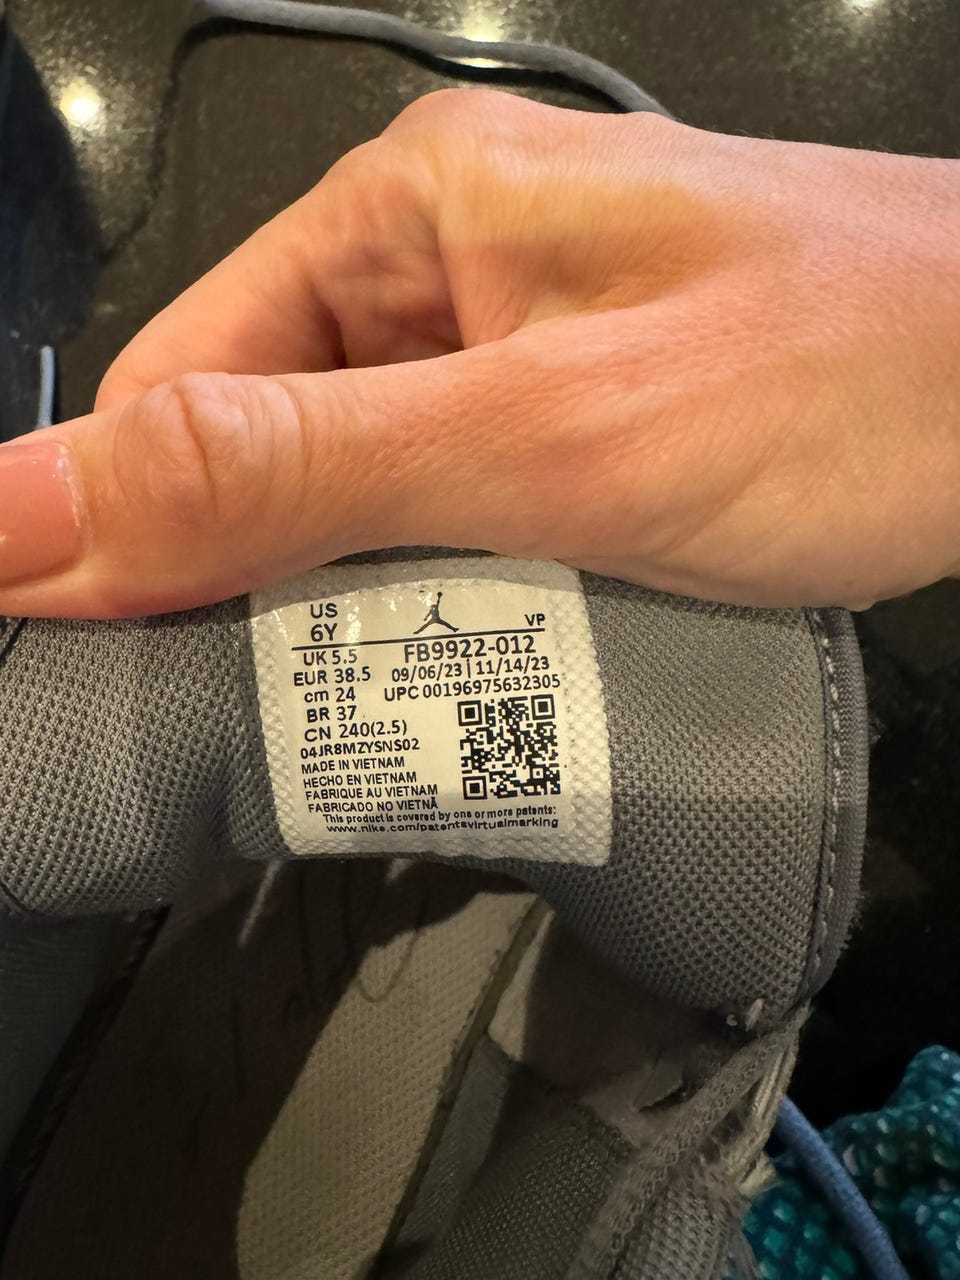 US
6Y
VP
UK 5.5
FB9922-012
EUR 38.5
09/06/23 | 11/14/23
cm 24
UPC 00196975632305
BR 37
CN 240(2.5)
04JR8MZYSNS02
MADE IN VIETNAM
HECHO EN VIETNAM
FABRIQUE AU VIETNAM
FABRICADO NO VIETNÃ
This product is covered by one or more patents:
www.nike.com/patentsvirtualmarking